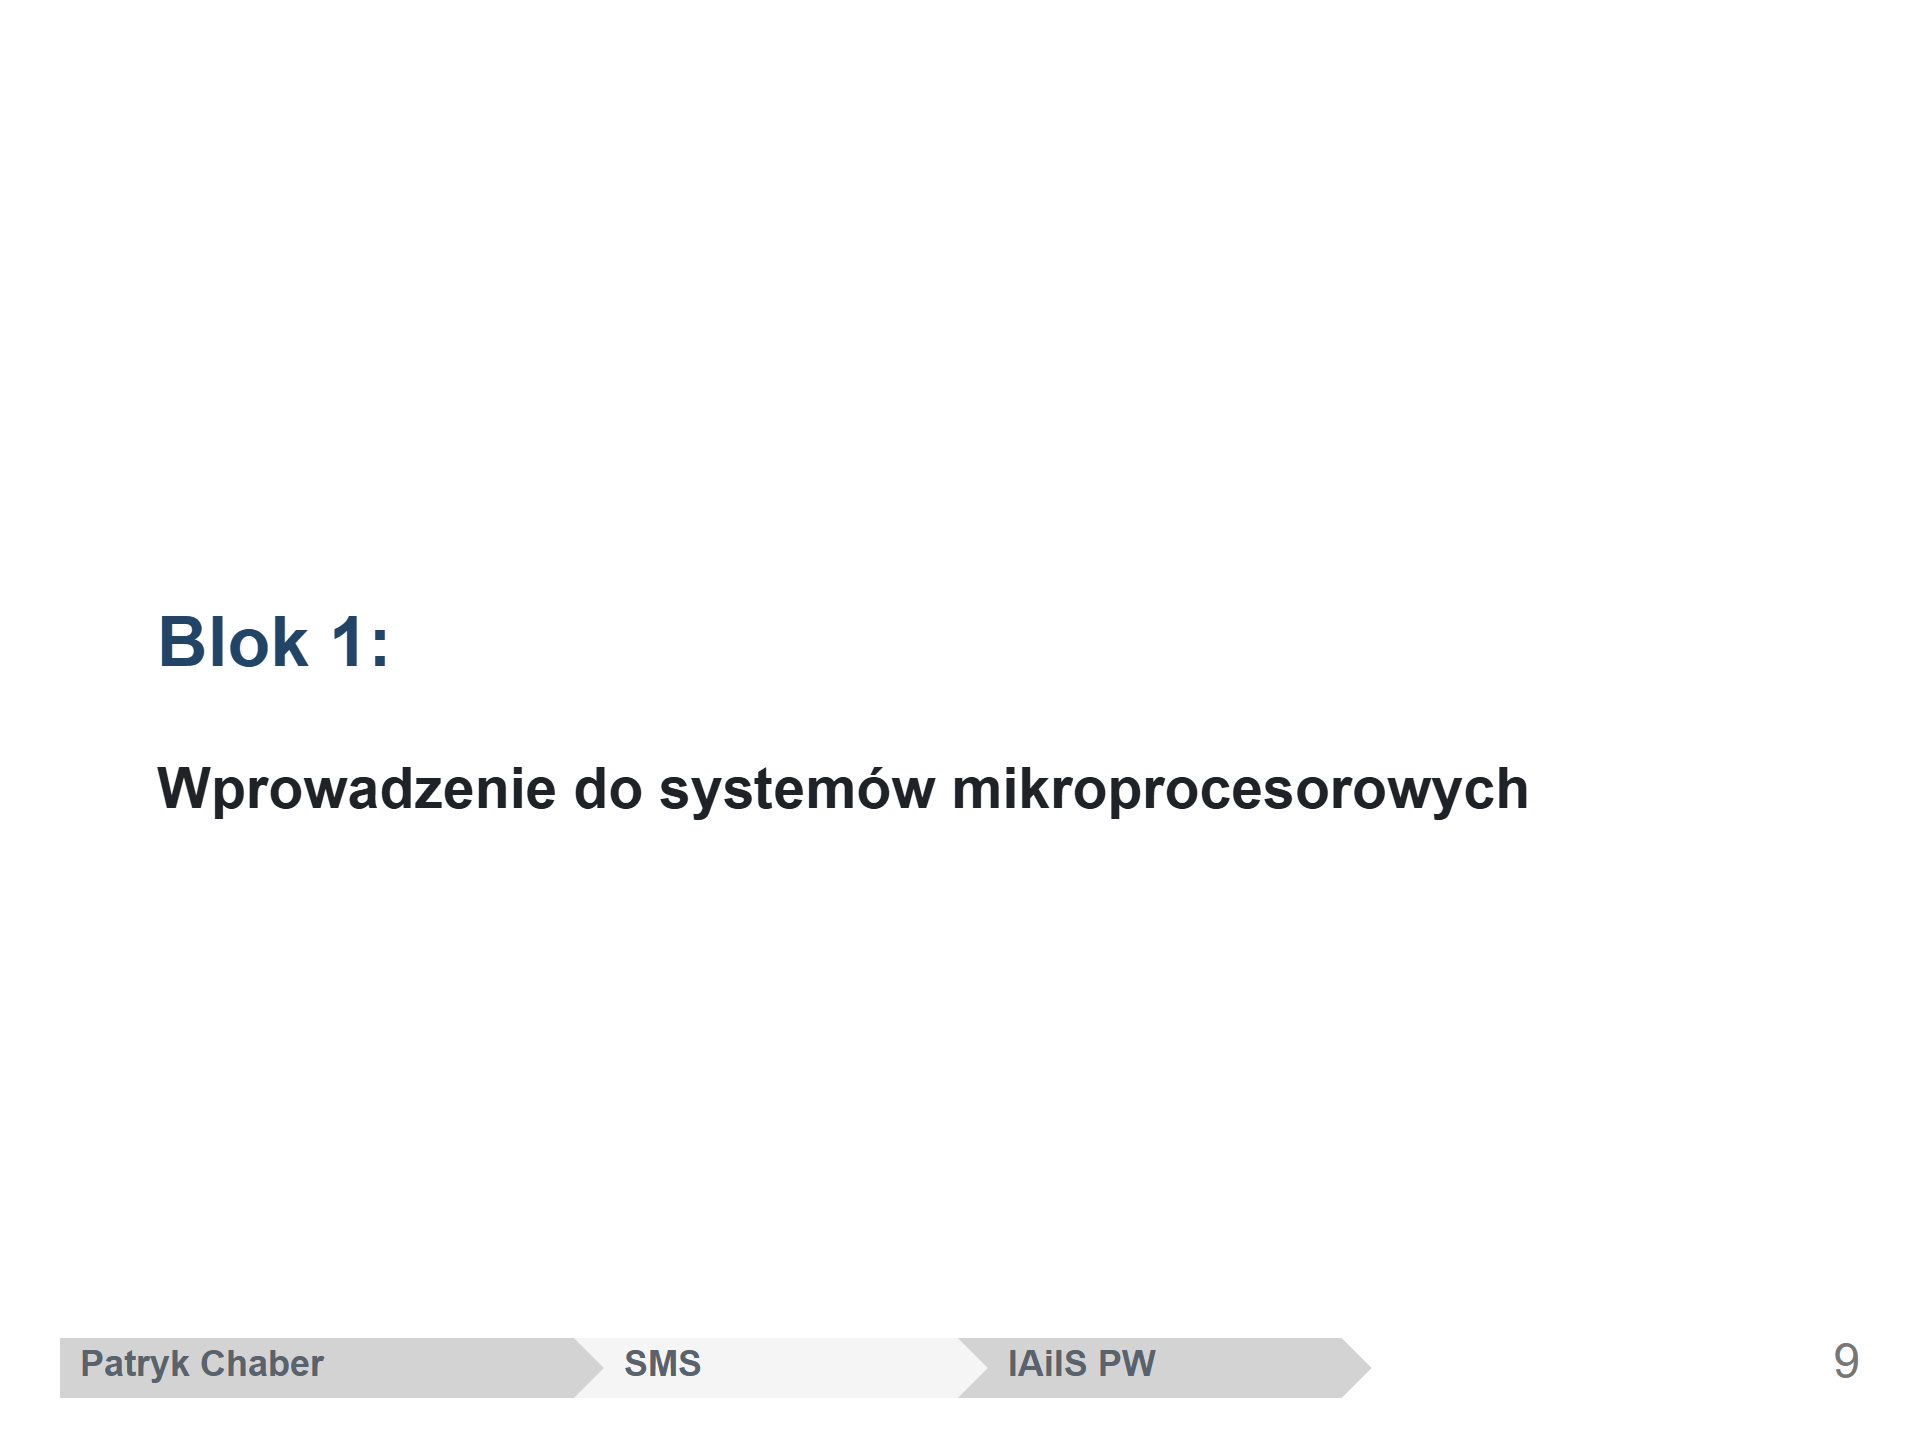 Blok 1:
Wprowadzenie do systemów mikroprocesorowych
Patryk Chaber
SMS
IAiIS PW
9